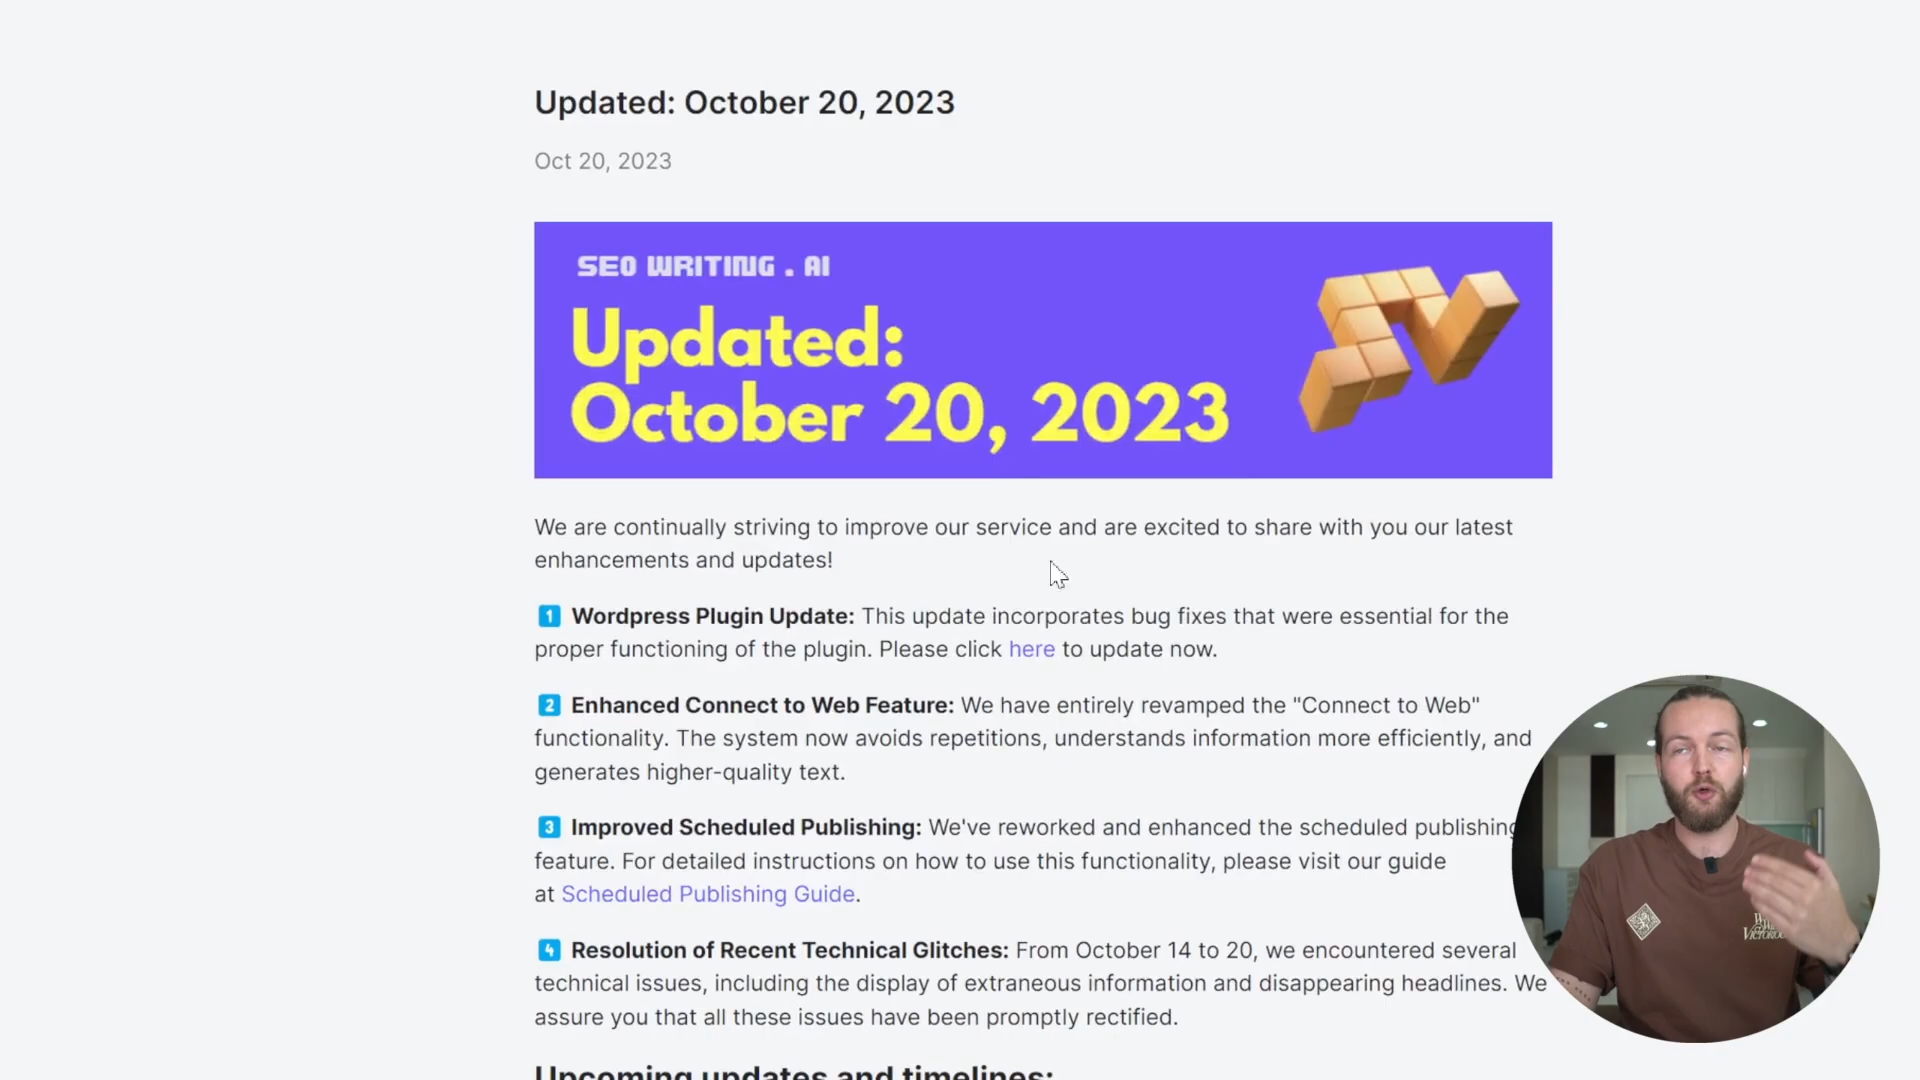 Updated: October 20, 2023
Oct 20, 2023
SEO WRITING . AI
Updated:
October 20, 2023
We are continually striving to improve our service and are excited to share with you our latest
enhancements and updates!
1 Wordpress Plugin Update: This update incorporates bug fixes that were essential for the
proper functioning of the plugin. Please click here to update now.
2 Enhanced Connect to Web Feature: We have entirely revamped the "Connect to Web"
functionality. The system now avoids repetitions, understands information more efficiently, and
generates higher-quality text.
3 Improved Scheduled Publishing: We've reworked and enhanced the scheduled publishing
feature. For detailed instructions on how to use this functionality, please visit our guide
at Scheduled Publishing Guide.
4 Resolution of Recent Technical Glitches: From October 14 to 20, we encountered several
technical issues, including the display of extraneous information and disappearing headlines. We
assure you that all these issues have been promptly rectified.
Upcoming updates and timelines: